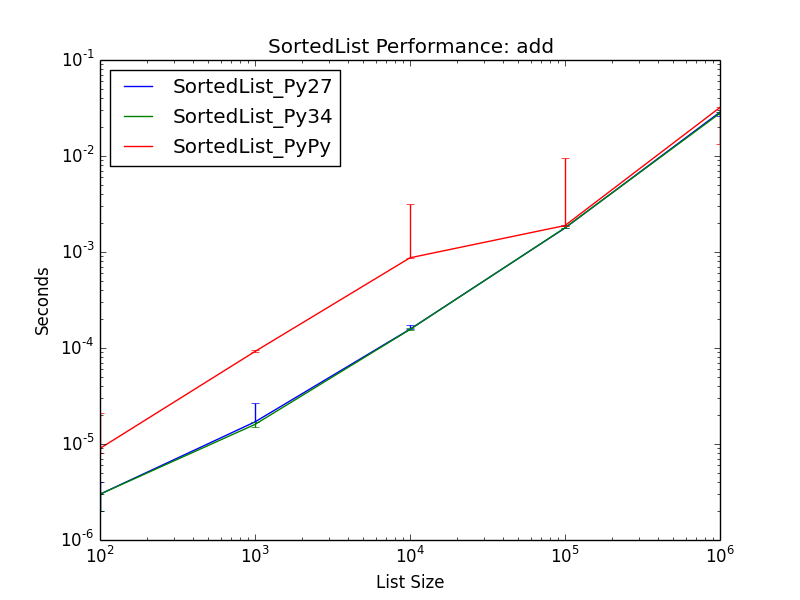 SortedList Performance: add
10^-1
SortedList_Py27
SortedList_Py34
SortedList_PyPy
10^-2
10^-3
Seconds
10^-4
10^-5
10^-6
10^2 10^3 10^4 10^5 10^6
List Size